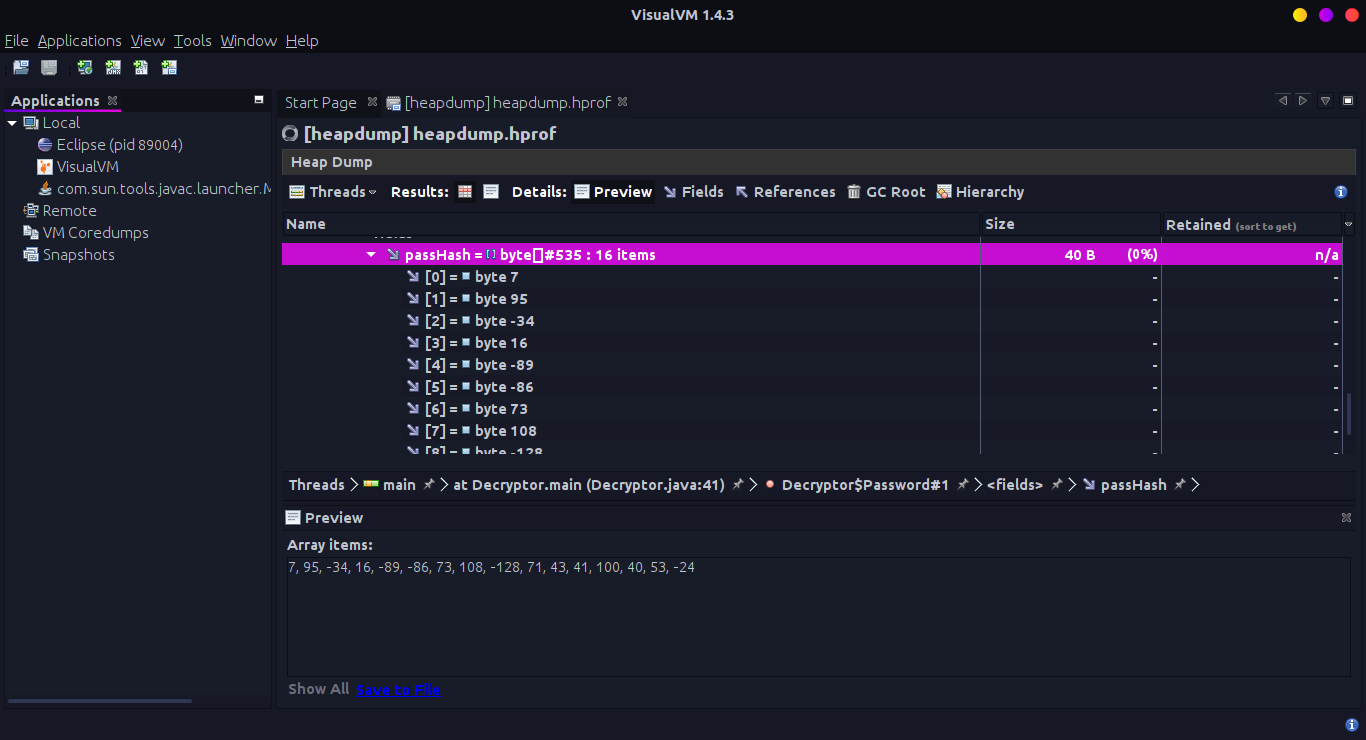 VisualVM 1.4.3
File Applications View Tools Window Help
Applications
Start Page [heapdump] heapdump.hprof
Local
Eclipse (pid 89004)
VisualVM
com.sun.tools.javac.launcher.M
Remote
VM Coredumps
Snapshots
[heapdump] heapdump.hprof
Heap Dump
Threads Results: Details: Preview Fields References GC Root Hierarchy
Name Size Retained (sort to get)
passHash = [] byte[]#535 : 16 items 40 B (0%) n/a
[0] = byte 7 - -
[1] = byte 95 - -
[2] = byte -34 - -
[3] = byte 16 - -
[4] = byte -89 - -
[5] = byte -86 - -
[6] = byte 73 - -
[7] = byte 108 - -
[8] = byte -128 - -
Threads main at Decryptor.main (Decryptor.java:41) Decryptor$Password#1 <fields> passHash
Preview
Array items:
7, 95, -34, 16, -89, -86, 73, 108, -128, 71, 43, 41, 100, 40, 53, -24
Show All Save to File